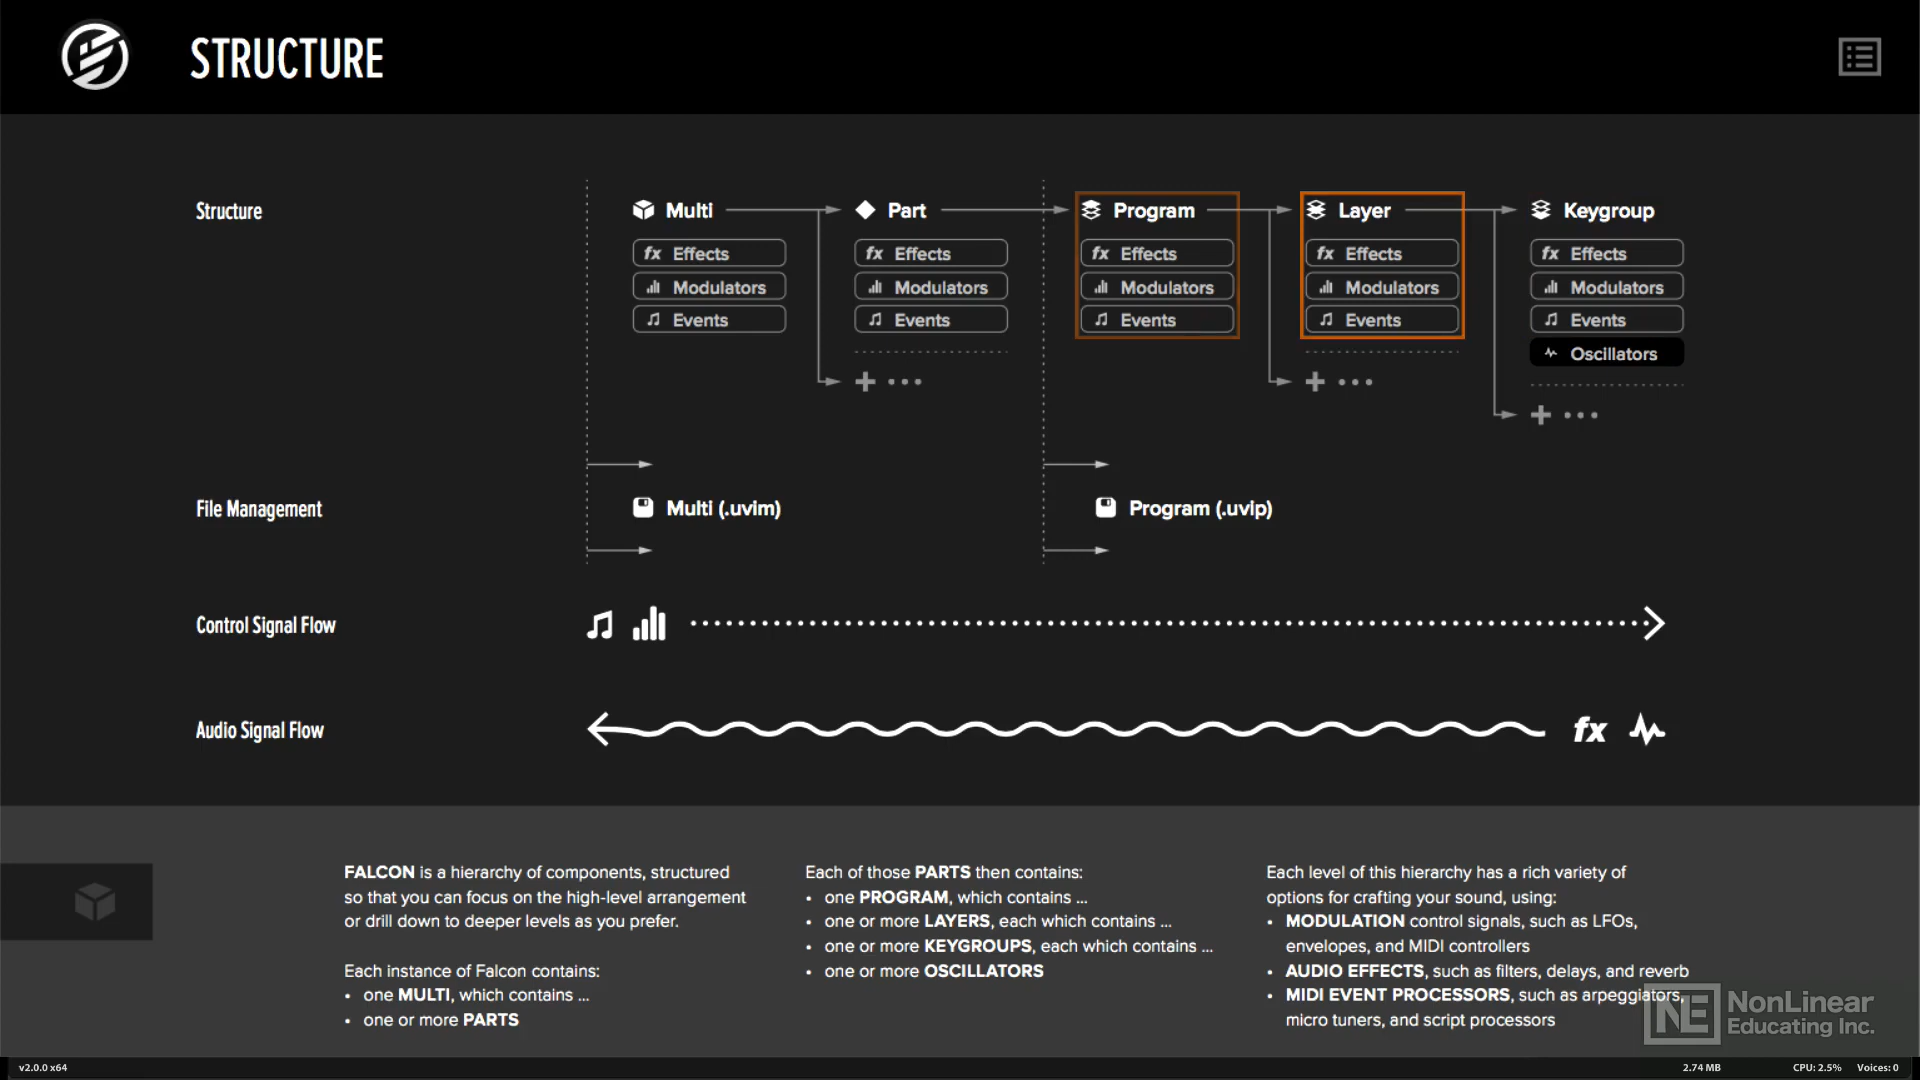 STRUCTURE
Structure
Multi
Part
Program
Layer
Keygroup
fx Effects
fx Effects
fx Effects
fx Effects
fx Effects
Modulators
Modulators
Modulators
Modulators
Modulators
Events
Events
Events
Events
Events
Oscillators
File Management
Multi (.uvim)
Program (.uvip)
Control Signal Flow
Audio Signal Flow
fx
FALCON is a hierarchy of components, structured
so that you can focus on the high-level arrangement
or drill down to deeper levels as you prefer.
Each instance of Falcon contains:
• one MULTI, which contains ...
• one or more PARTS
Each of those PARTS then contains:
• one PROGRAM, which contains ...
• one or more LAYERS, each which contains ...
• one or more KEYGROUPS, each which contains ...
• one or more OSCILLATORS
Each level of this hierarchy has a rich variety of
options for crafting your sound, using:
• MODULATION control signals, such as LFOs,
envelopes, and MIDI controllers
• AUDIO EFFECTS, such as filters, delays, and reverb
• MIDI EVENT PROCESSORS, such as arpeggiators,
micro tuners, and script processors
NE NonLinear
Educating Inc.
v2.0.0 x64
2.74 MB
CPU: 2.5%
Voices: 0